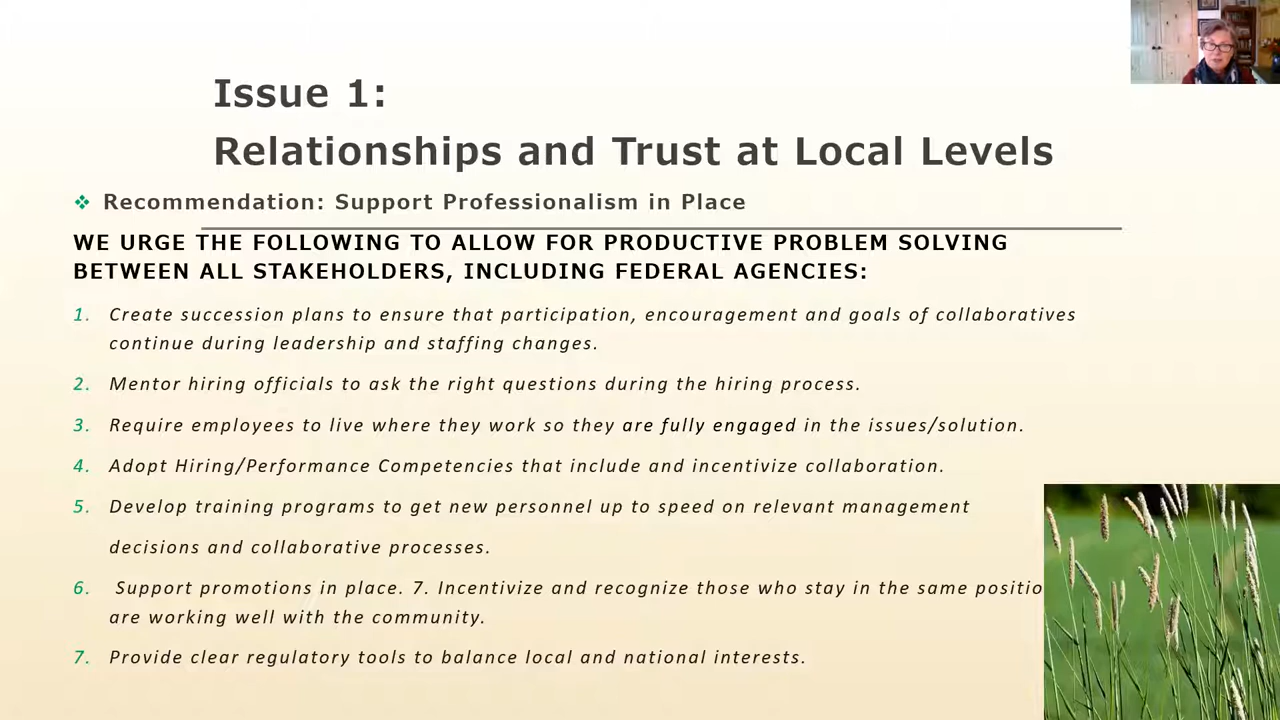 Issue 1:
Relationships and Trust at Local Levels
❖ Recommendation: Support Professionalism in Place
WE URGE THE FOLLOWING TO ALLOW FOR PRODUCTIVE PROBLEM SOLVING
BETWEEN ALL STAKEHOLDERS, INCLUDING FEDERAL AGENCIES:
1. Create succession plans to ensure that participation, encouragement and goals of collaboratives
continue during leadership and staffing changes.
2. Mentor hiring officials to ask the right questions during the hiring process.
3. Require employees to live where they work so they are fully engaged in the issues/solution.
4. Adopt Hiring/Performance Competencies that include and incentivize collaboration.
5. Develop training programs to get new personnel up to speed on relevant management
decisions and collaborative processes.
6. Support promotions in place. 7. Incentivize and recognize those who stay in the same
are working well with the community.
7. Provide clear regulatory tools to balance local and national interests.